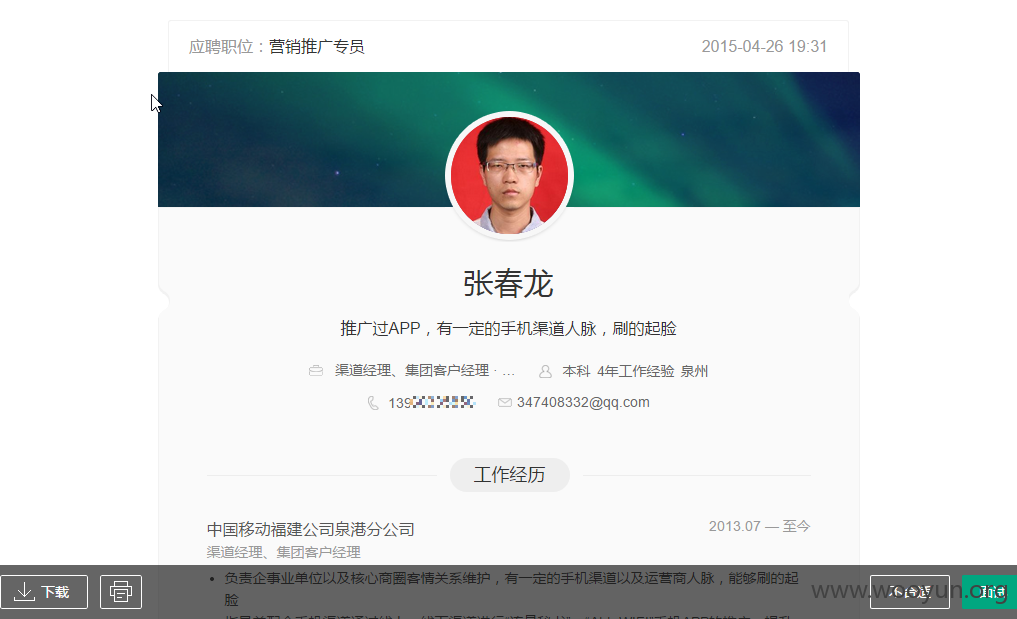 应聘职位：营销推广专员 2015-04-26 19:31
张春龙
推广过APP，有一定的手机渠道人脉，刷的起脸
渠道经理、集团客户经理 · … 本科 4年工作经验 泉州
139 347408332@qq.com
工作经历
中国移动福建公司泉港分公司 2013.07 — 至今
渠道经理、集团客户经理
• 负责企事业单位以及核心商圈客情关系维护，有一定的手机渠道以及运营商人脉，能够刷的起
脸
下载 不合适 面试
www.wooyun.org